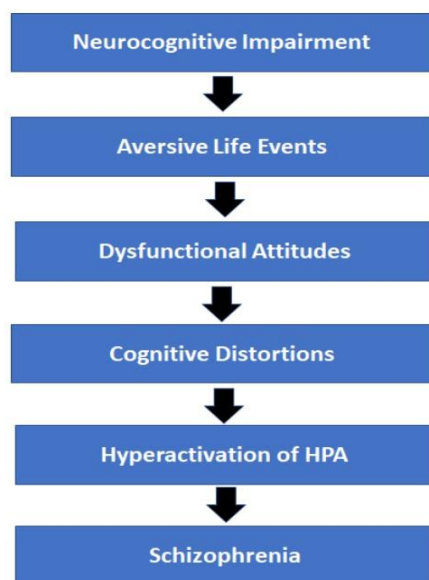 Neurocognitive Impairment
Aversive Life Events
Dysfunctional Attitudes
Cognitive Distortions
Hyperactivation of HPA
Schizophrenia